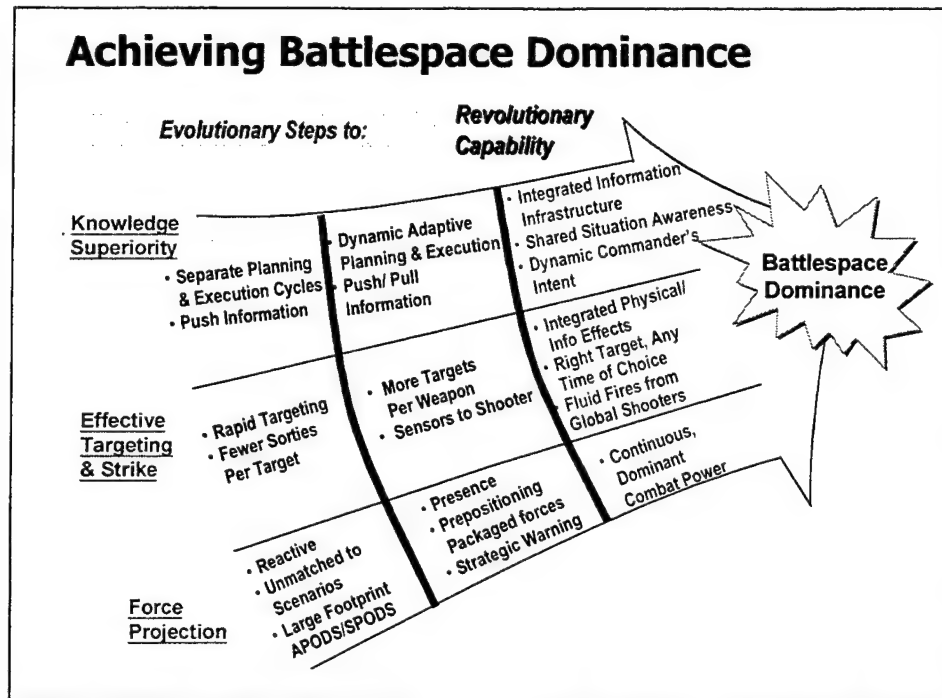 Achieving Battlespace Dominance
Evolutionary Steps to:
Revolutionary
Capability
Knowledge
Superiority
• Separate Planning
& Execution Cycles
• Push Information
• Dynamic Adaptive
Planning & Execution
• Push/ Pull
Information
• Integrated Information
Infrastructure
• Shared Situation Awareness
• Dynamic Commander's
Intent
Effective
Targeting
& Strike
• Rapid Targeting
• Fewer Sorties
Per Target
• More Targets
Per Weapon
• Sensors to Shooter
• Integrated Physical/
Info Effects
• Right Target, Any
Time of Choice
• Fluid Fires from
Global Shooters
Force
Projection
• Reactive
• Unmatched to
Scenarios
• Large Footprint
APODS/SPODS
• Presence
• Prepositioning
Packaged forces
• Strategic Warning
• Continuous,
Dominant
Combat Power
Battlespace
Dominance